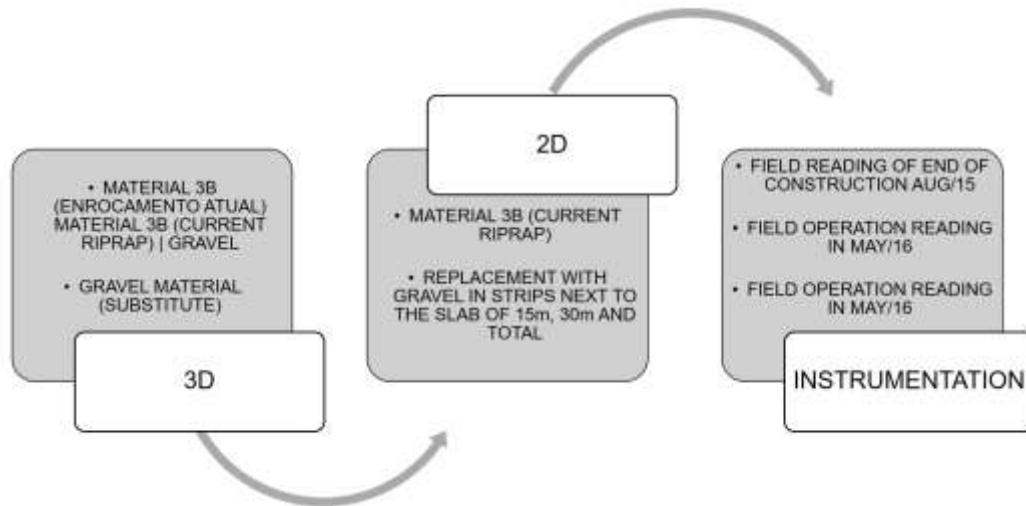 • MATERIAL 3B
(ENROCAMENTO ATUAL)
MATERIAL 3B (CURRENT
RIPRAP) | GRAVEL
• GRAVEL MATERIAL
(SUBSTITUTE)
3D
2D
• MATERIAL 3B (CURRENT
RIPRAP)
• REPLACEMENT WITH
GRAVEL IN STRIPS NEXT TO
THE SLAB OF 15m, 30m AND
TOTAL
• FIELD READING OF END OF
CONSTRUCTION AUG/15
• FIELD OPERATION READING
IN MAY/16
• FIELD OPERATION READING
IN MAY/16
INSTRUMENTATION